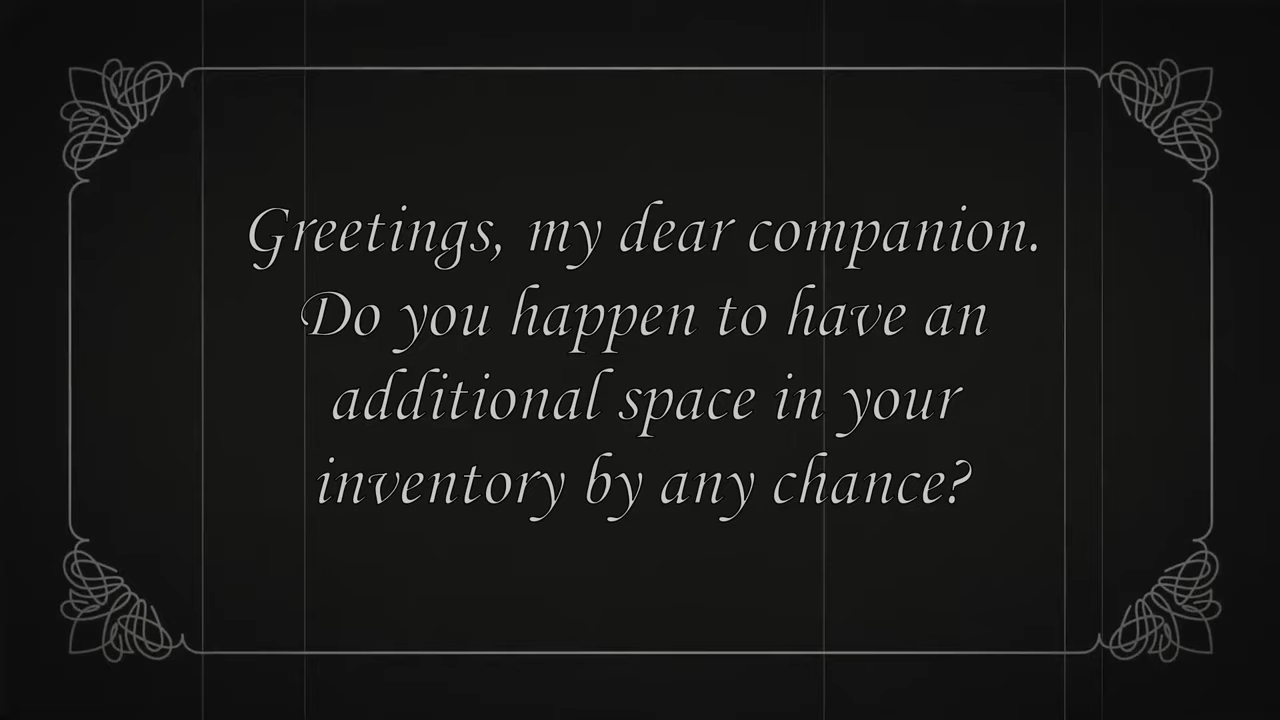 Greetings, my dear companion.
Do you happen to have an
additional space in your
inventory by any chance?